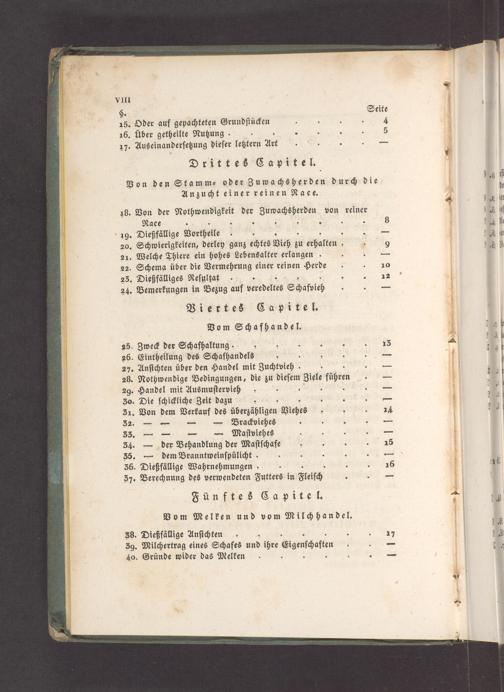 VIII
§. Seite
15. Oder auf gepachteten Grundstücken . . . . 4
16. Über getheilte Nutzung . . . . . . 5
17. Auseinandersetzung dieser letztern Art . . . . —
Drittes Capitel.
Von den Stamm- oder Zuwachsherden durch die
Anzucht einer reinen Race.
18. Von der Nothwendigkeit der Zuwachsherden von reiner
Race . . . . . . . . 8
19. Dießfällige Vortheile . . . . . . —
20. Schwierigkeiten, derley ganz echtes Vieh zu erhalten . . 9
21. Welche Thiere ein hohes Lebensalter erlangen . . . —
22. Schema über die Vermehrung einer reinen Herde . . 10
23. Dießfälliges Resultat . . . . . . 12
24. Bemerkungen in Bezug auf veredeltes Schafvieh . . —
Viertes Capitel.
Vom Schafhandel.
25. Zweck der Schafhaltung . . . . . . 13
26. Eintheilung des Schafhandels . . . . . —
27. Ansichten über den Handel mit Zuchtvieh . . . —
28. Nothwendige Bedingungen, die zu diesem Ziele führen . —
29. Handel mit Ausmustervieh . . . . . —
30. Die schickliche Zeit dazu . . . . . —
31. Von dem Verkauf des überzähligen Viehes . . . 14
32. — — — — Brackviehes . . . . —
33. — — — — Mastviehes . . . . —
34. — der Behandlung der Mastschafe . . . . 15
35. — dem Branntweinspülicht . . . . . —
36. Dießfällige Wahrnehmungen . . . . . 16
37. Berechnung des verwendeten Futters in Fleisch . . —
Fünftes Capitel.
Vom Melken und vom Milchhandel.
38. Dießfällige Ansichten . . . . . . 17
39. Milchertrag eines Schafes und ihre Eigenschaften . . —
40. Gründe wider das Melken . . . . . —